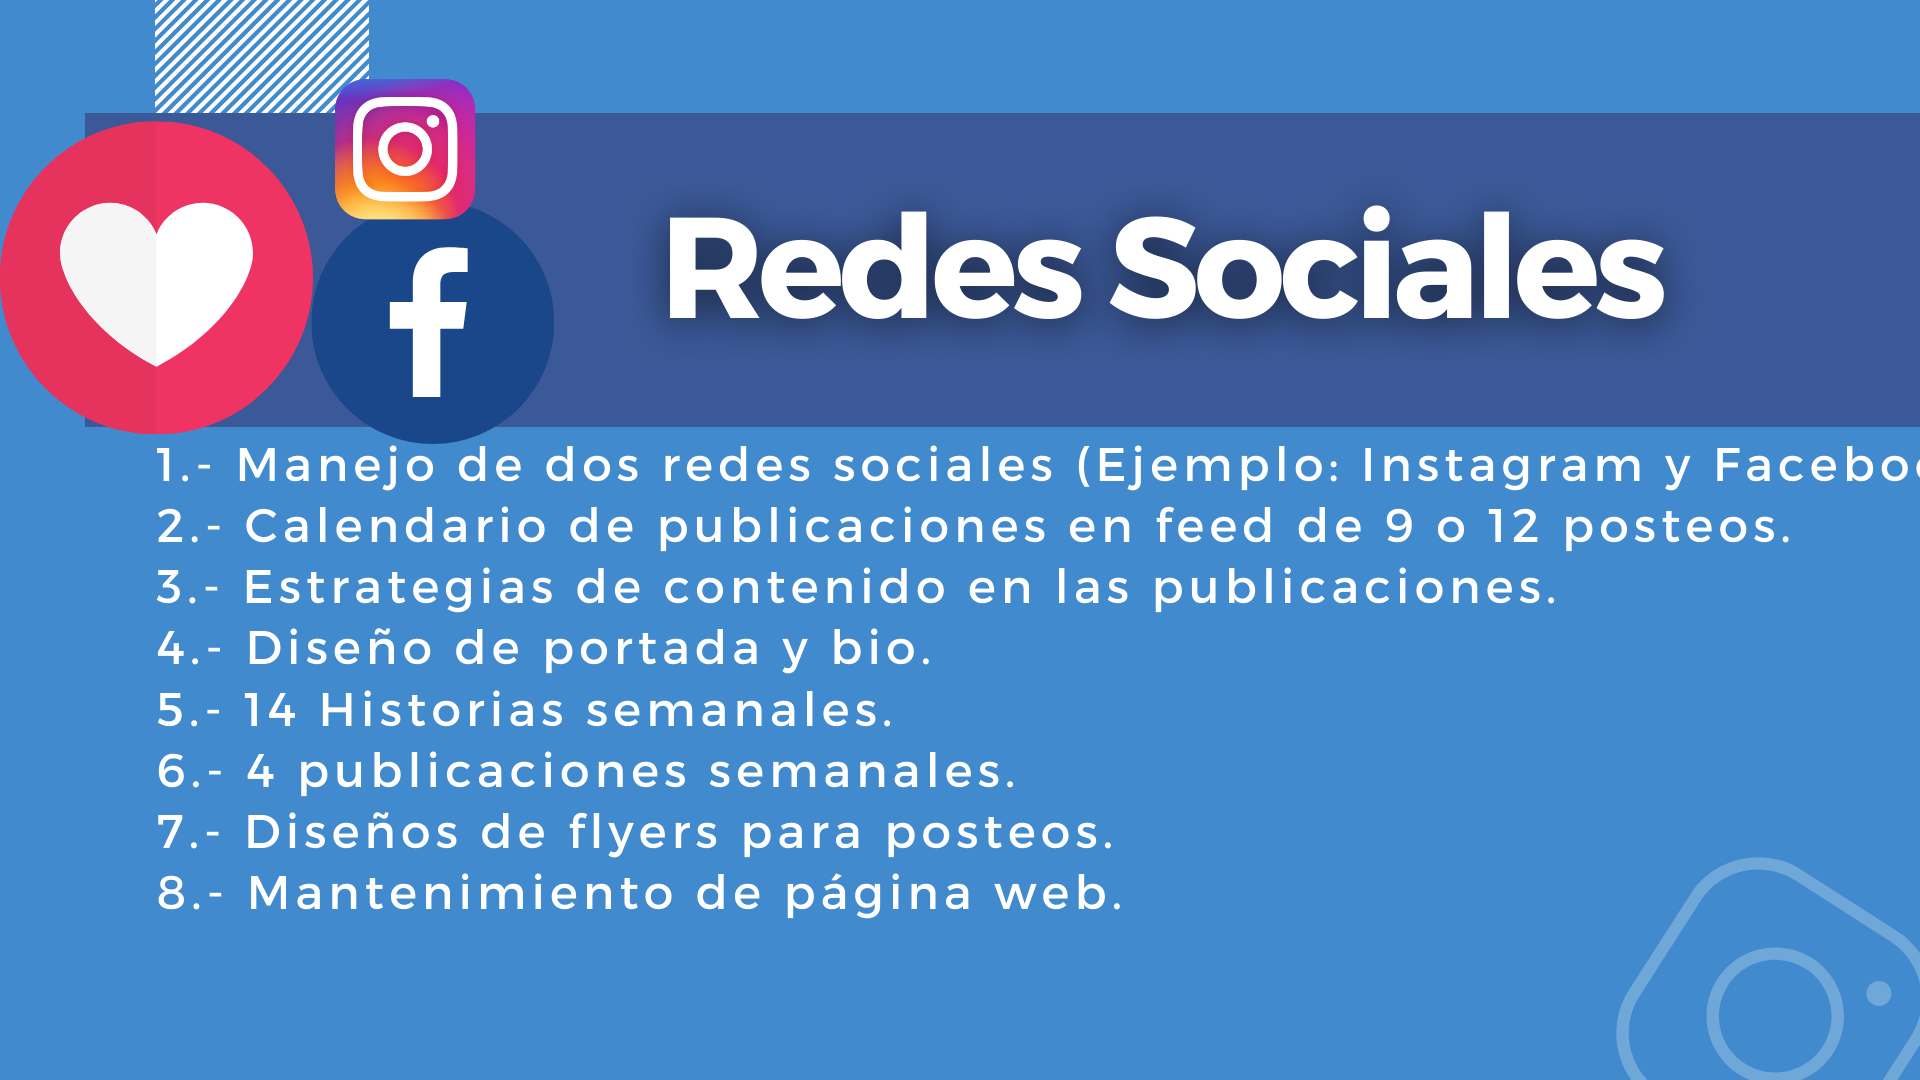 Redes Sociales
1.- Manejo de dos redes sociales (Ejemplo: Instagram y
2.- Calendario de publicaciones en feed de 9 o 12 posteos.
3.- Estrategias de contenido en las publicaciones.
4.- Diseño de portada y bio.
5.- 14 Historias semanales.
6.- 4 publicaciones semanales.
7.- Diseños de flyers para posteos.
8.- Mantenimiento de página web.